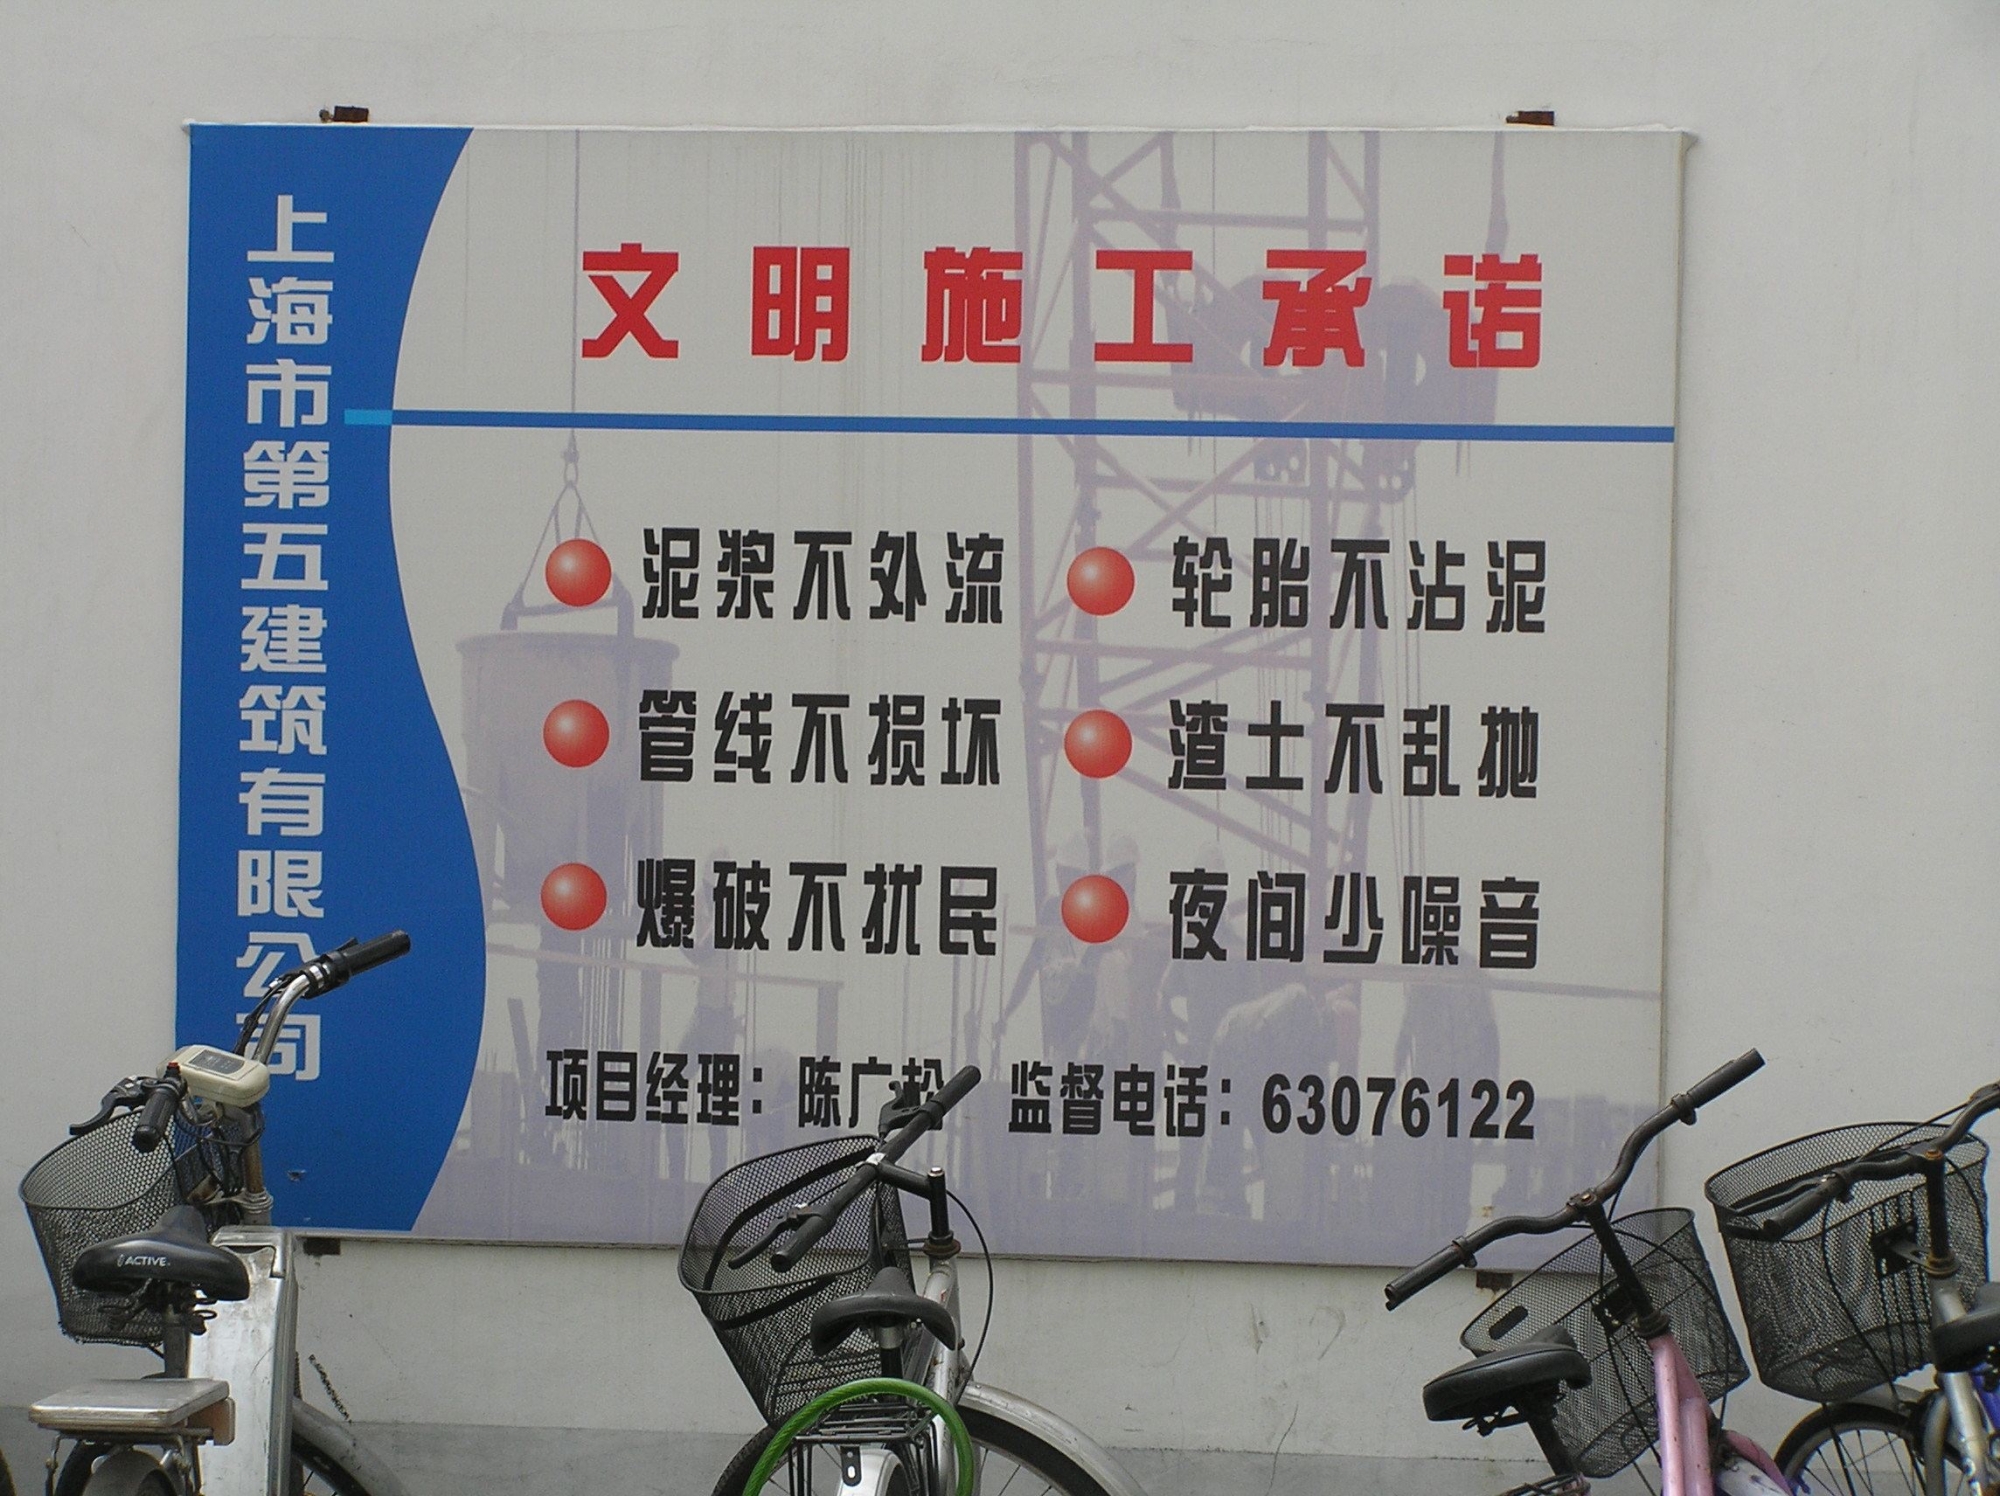 上海市第五建筑有限公司
文明施工承诺
泥浆不外流
轮胎不沾泥
管线不损坏
渣土不乱抛
爆破不扰民
夜间少噪音
项目经理：陈广松 监督电话：63076122
ACTIVE